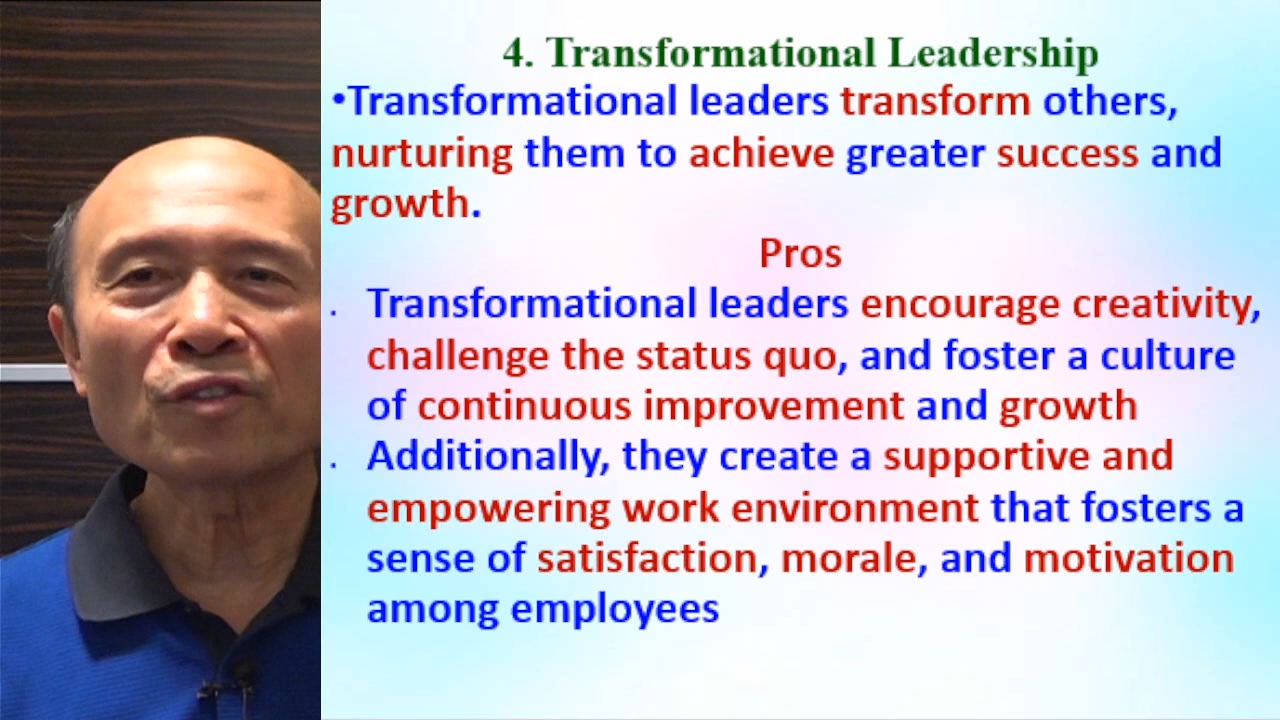 4. Transformational Leadership
•Transformational leaders transform others,
nurturing them to achieve greater success and
growth.
Pros
. Transformational leaders encourage creativity,
challenge the status quo, and foster a culture
of continuous improvement and growth
. Additionally, they create a supportive and
empowering work environment that fosters a
sense of satisfaction, morale, and motivation
among employees